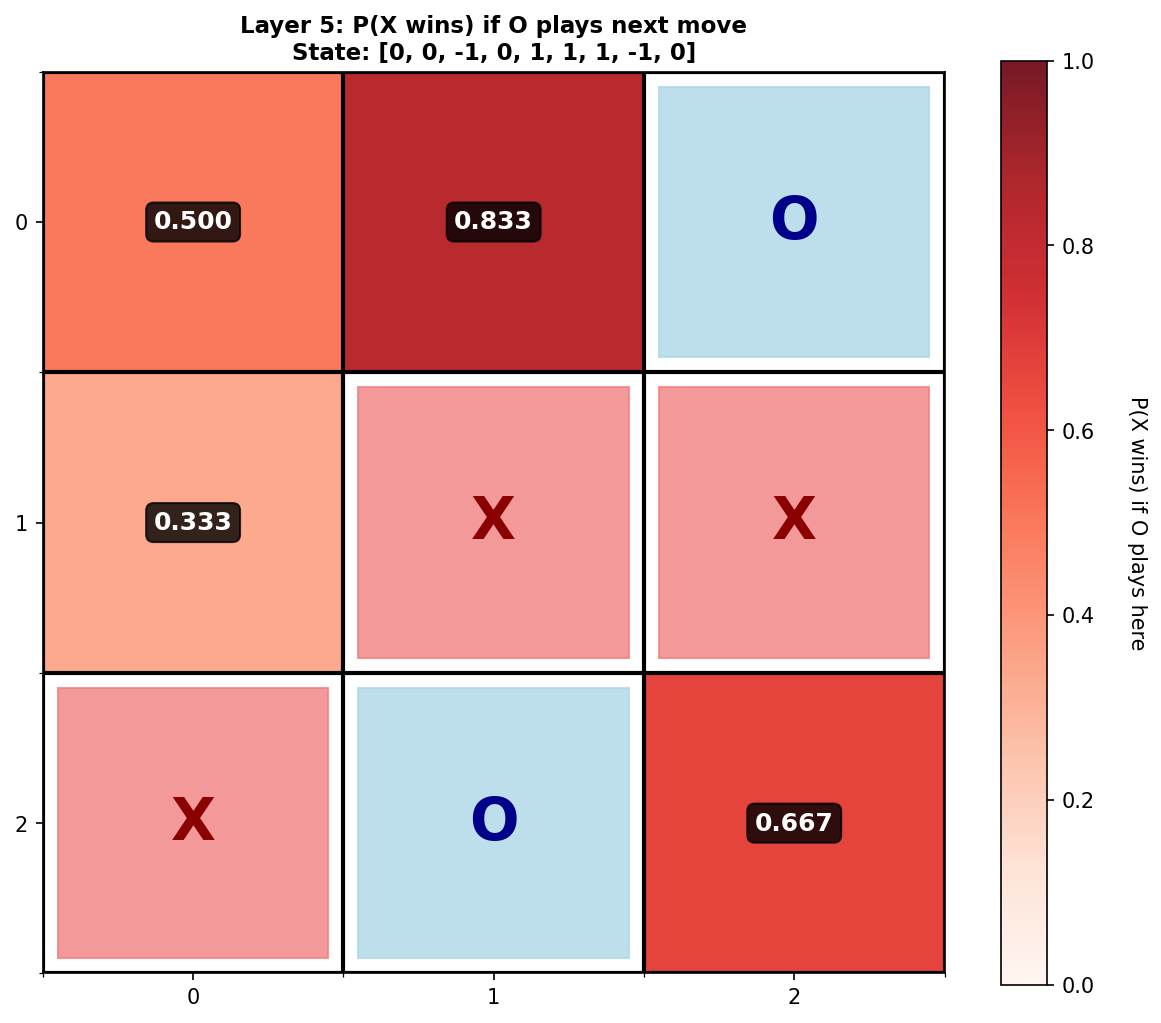 Layer 5: P(X wins) if O plays next move
State: [0, 0, -1, 0, 1, 1, 1, -1, 0]
0
0.500
0.833
O
1
0.333
X
X
2
X
O
0.667
0
1
2
1.0
0.8
0.6
0.4
0.2
0.0
P(X wins) if O plays here